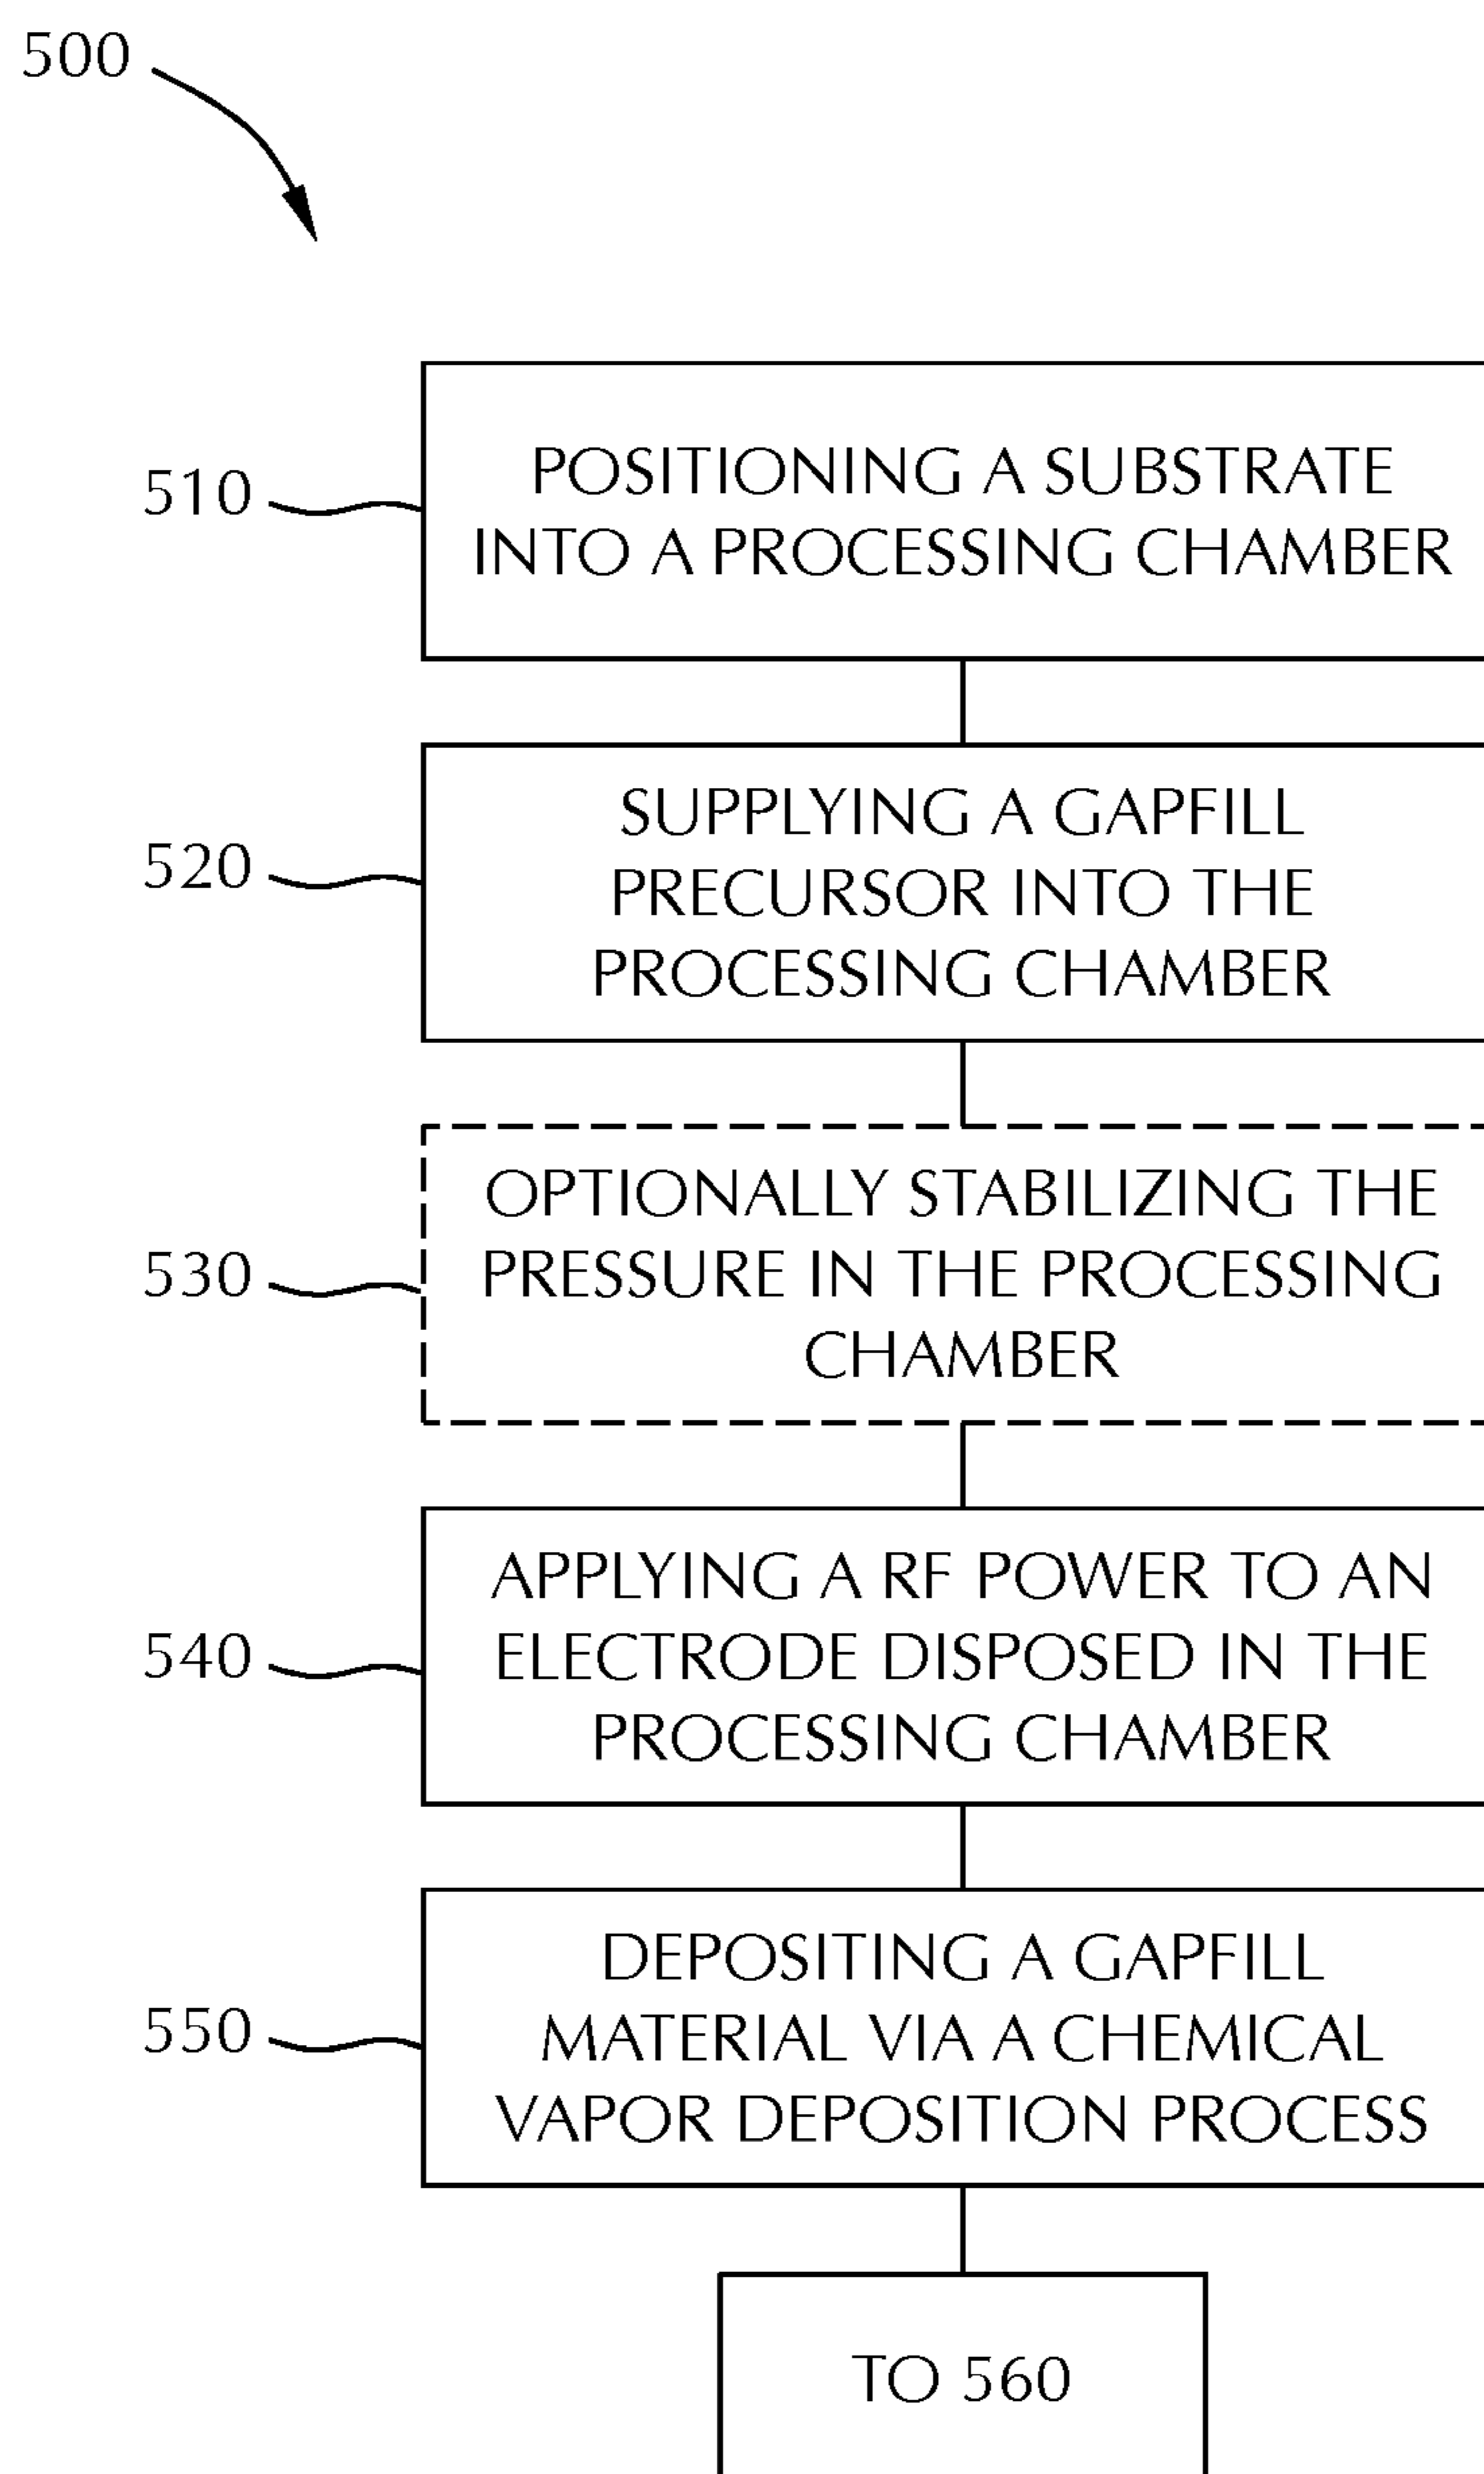 500
510
POSITIONING A SUBSTRATE
INTO A PROCESSING CHAMBER
520
SUPPLYING A GAPFILL
PRECURSOR INTO THE
PROCESSING CHAMBER
530
OPTIONALLY STABILIZING THE
PRESSURE IN THE PROCESSING
CHAMBER
540
APPLYING A RF POWER TO AN
ELECTRODE DISPOSED IN THE
PROCESSING CHAMBER
550
DEPOSITING A GAPFILL
MATERIAL VIA A CHEMICAL
VAPOR DEPOSITION PROCESS
TO 560